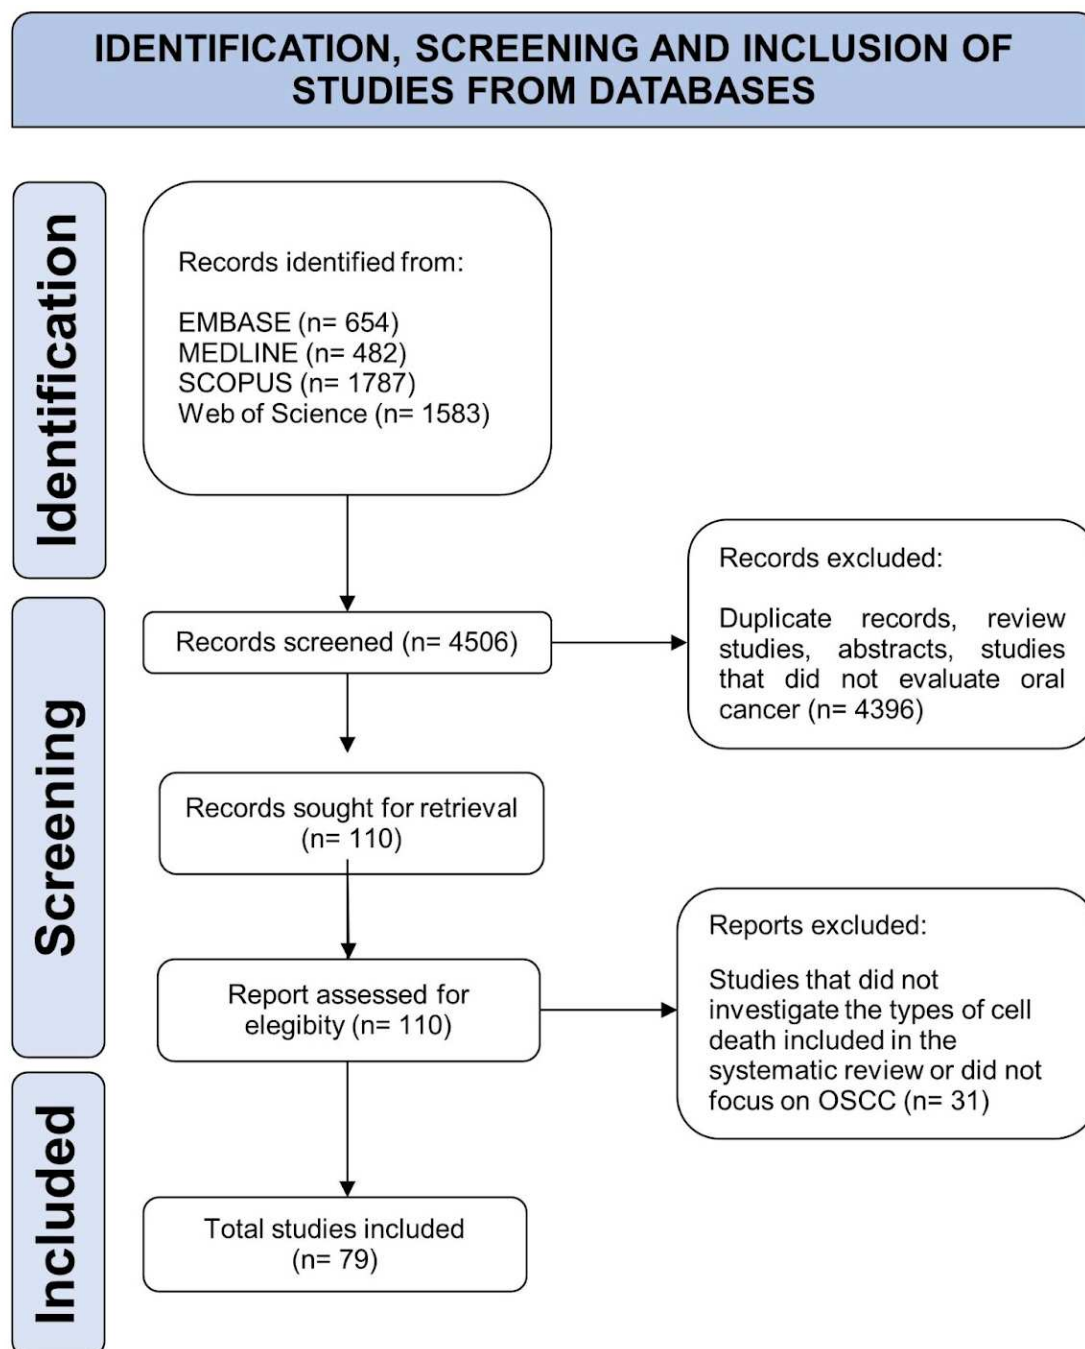 IDENTIFICATION, SCREENING AND INCLUSION OF
STUDIES FROM DATABASES
Identification
Records identified from:
EMBASE (n= 654)
MEDLINE (n= 482)
SCOPUS (n= 1787)
Web of Science (n= 1583)
Records excluded:
Duplicate records, review
studies, abstracts, studies
that did not evaluate oral
cancer (n= 4396)
Screening
Records screened (n= 4506)
Records sought for retrieval
(n= 110)
Report assessed for
elegibity (n= 110)
Reports excluded:
Studies that did not
investigate the types of cell
death included in the
systematic review or did not
focus on OSCC (n= 31)
Included
Total studies included
(n= 79)